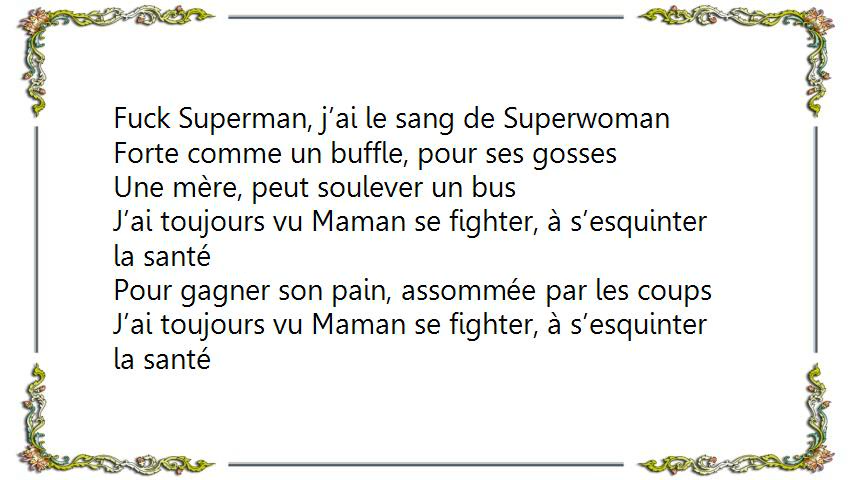 Fuck Superman, j’ai le sang de Superwoman
Forte comme un buffle, pour ses gosses
Une mère, peut soulever un bus
J’ai toujours vu Maman se fighter, à s’esquinter
la santé
Pour gagner son pain, assommée par les coups
J’ai toujours vu Maman se fighter, à s’esquinter
la santé